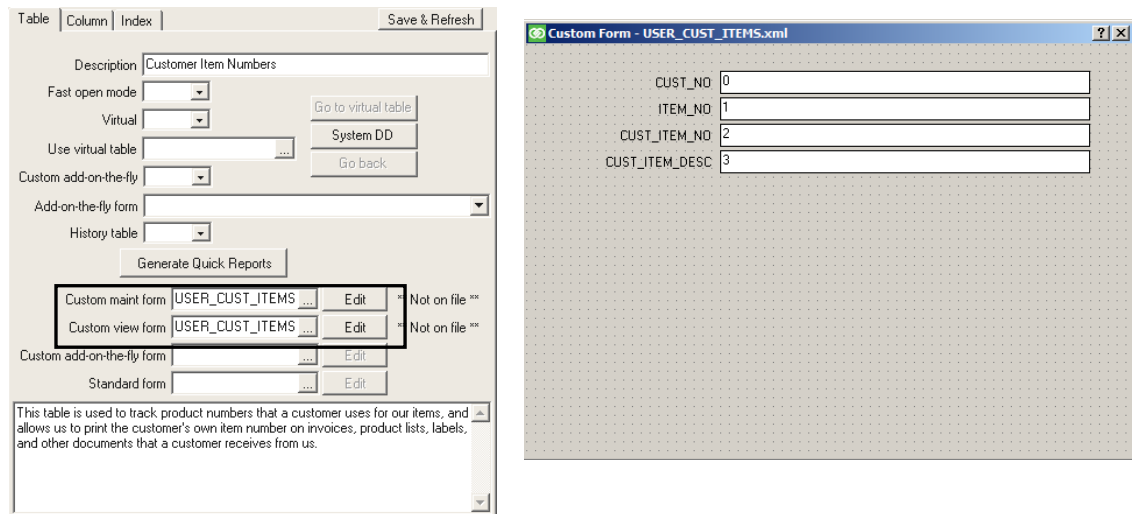 Table Column Index Save & Refresh
Description Customer Item Numbers
Fast open mode
Go to virtual table
Virtual
System DD
Use virtual table ...
Go back
Custom add-on-the-fly
Add-on-the-fly form
History table
Generate Quick Reports
Custom maint form USER_CUST_ITEMS ... Edit ** Not on file **
Custom view form USER_CUST_ITEMS ... Edit ** Not on file **
Custom add-on-the-fly form ... Edit
Standard form ... Edit
This table is used to track product numbers that a customer uses for our items, and
allows us to print the customer's own item number on invoices, product lists, labels,
and other documents that a customer receives from us.
Custom Form - USER_CUST_ITEMS.xml ? X
CUST_NO 0
ITEM_NO 1
CUST_ITEM_NO 2
CUST_ITEM_DESC 3